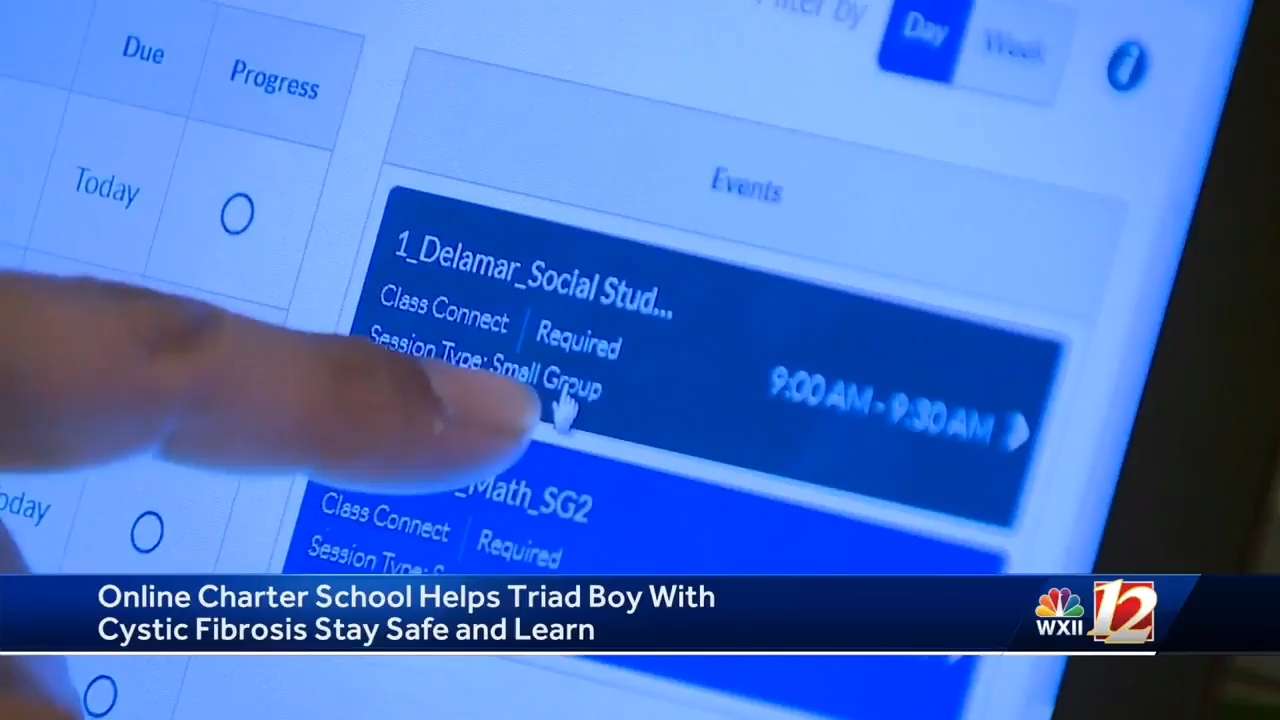 Filter by
Day
Week
Due
Progress
Events
Today
1_Delamar_Social Stud...
Class Connect
Required
Session Type: Small Group
9:00 AM - 9:30 AM
_Math_SG2
Class Connect
Required
Session Type: S
oday
Online Charter School Helps Triad Boy With
Cystic Fibrosis Stay Safe and Learn
WXII
12